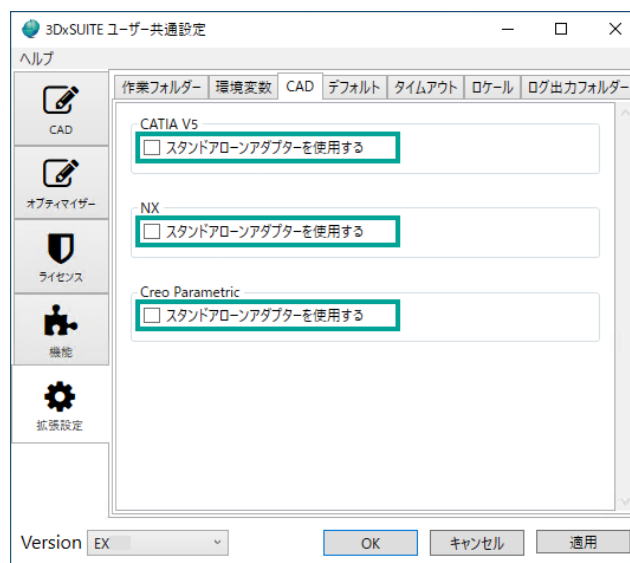 3DxSUITE ユーザー共通設定
ヘルプ
CAD
オプティマイザー
ライセンス
機能
拡張設定
作業フォルダー 環境変数 CAD デフォルト タイムアウト ロケール ログ出力フォルダー
CATIA V5
スタンドアローンアダプターを使用する
NX
スタンドアローンアダプターを使用する
Creo Parametric
スタンドアローンアダプターを使用する
Version EX OK キャンセル 適用